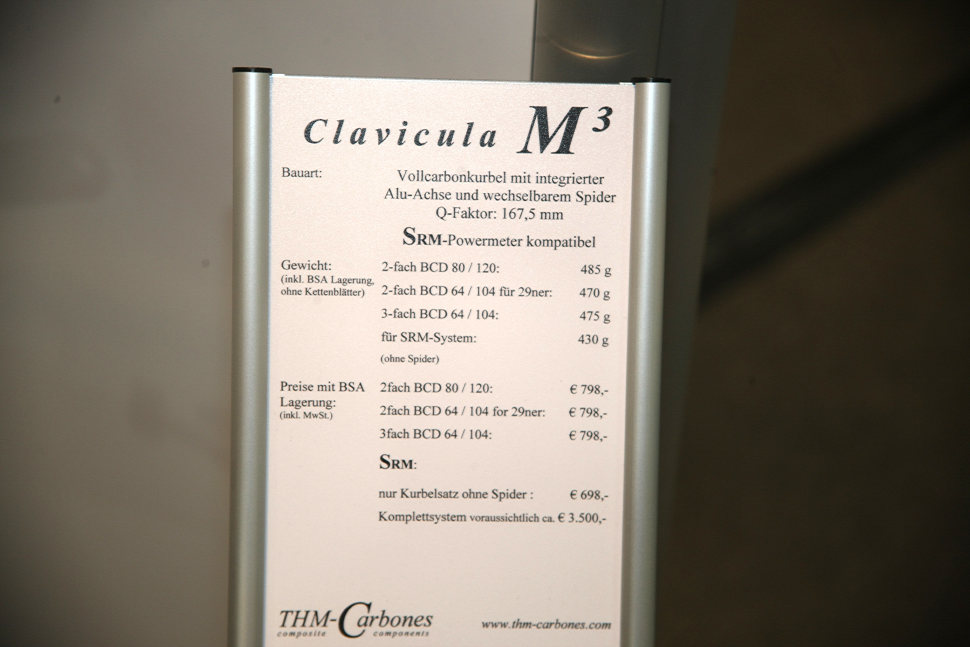 Clavicula M³
Bauart: Vollcarbonkurbel mit integrierter
Alu-Achse und wechselbarem Spider
Q-Faktor: 167,5 mm
SRM-Powermeter kompatibel
Gewicht: 2-fach BCD 80 / 120: 485 g
(inkl. BSA Lagerung,
ohne Kettenblätter) 2-fach BCD 64 / 104 für 29ner: 470 g
3-fach BCD 64 / 104: 475 g
für SRM-System: 430 g
(ohne Spider)
Preise mit BSA 2fach BCD 80 / 120: € 798,-
Lagerung: 2fach BCD 64 / 104 for 29ner: € 798,-
(inkl. MwSt.)
3fach BCD 64 / 104: € 798,-
SRM:
nur Kurbelsatz ohne Spider : € 698,-
Komplettsystem voraussichtlich ca. € 3.500,-
THM-Carbones www.thm-carbones.com
composite components